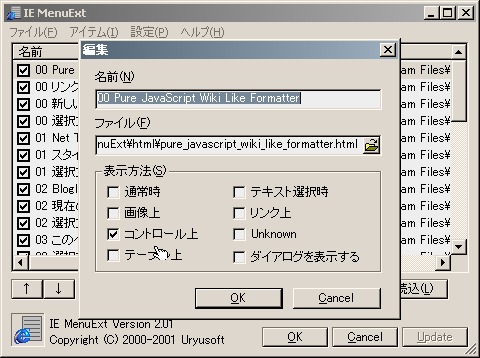 IE MenuExt
ファイル(F) アイテム(I) 設定(P) ヘルプ(H)
名前
00 Pure
am Files¥
00 リンク
am Files¥
00 新しい
am Files¥
00 選択
am Files¥
01 Net T
am Files¥
01 スタイ
am Files¥
01 選択
am Files¥
02 Blogl
am Files¥
02 現在の
am Files¥
02 選択
am Files¥
03 このペ
am Files¥
編集
名前(N)
00 Pure JavaScript Wiki Like Formatter
ファイル(F)
nuExt¥html¥pure_javascript_wiki_like_formatter.html
表示方法(S)
通常時 テキスト選択時
画像上 リンク上
コントロール上 Unknown
テーブル上 ダイアログを表示する
OK Cancel
↑ ↓ 読込(L)
IE MenuExt Version 2.01
Copyright (C) 2000-2001 Uryusoft
OK Cancel Update